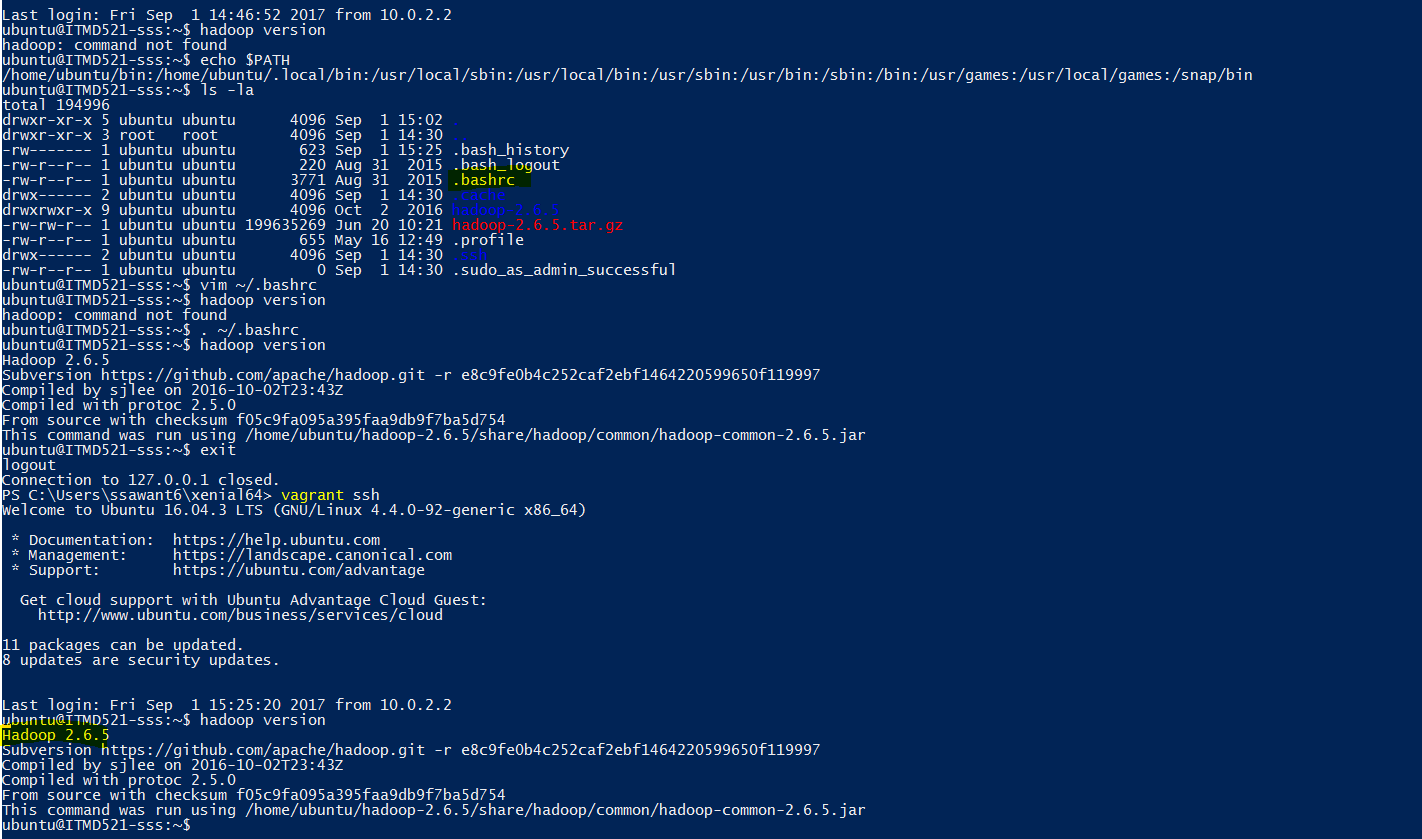 Last login: Fri Sep  1 14:46:52 2017 from 10.0.2.2
ubuntu@ITMD521-sss:~$ hadoop version
hadoop: command not found
ubuntu@ITMD521-sss:~$ echo $PATH
/home/ubuntu/bin:/home/ubuntu/.local/bin:/usr/local/sbin:/usr/local/bin:/usr/sbin:/usr/bin:/sbin:/bin:/usr/games:/usr/local/games:/snap/bin
ubuntu@ITMD521-sss:~$ ls -la
total 194996
drwxr-xr-x 5 ubuntu ubuntu      4096 Sep  1 15:02 .
drwxr-xr-x 3 root   root        4096 Sep  1 14:30 ..
-rw------- 1 ubuntu ubuntu       623 Sep  1 15:25 .bash_history
-rw-r--r-- 1 ubuntu ubuntu       220 Aug 31  2015 .bash_logout
-rw-r--r-- 1 ubuntu ubuntu      3771 Aug 31  2015 .bashrc
drwx------ 2 ubuntu ubuntu      4096 Sep  1 14:30 .cache
drwxrwxr-x 9 ubuntu ubuntu      4096 Oct  2  2016 hadoop-2.6.5
-rw-rw-r-- 1 ubuntu ubuntu 199635269 Jun 20 10:21 hadoop-2.6.5.tar.gz
-rw-r--r-- 1 ubuntu ubuntu       655 May 16 12:49 .profile
drwx------ 2 ubuntu ubuntu      4096 Sep  1 14:30 .ssh
-rw-r--r-- 1 ubuntu ubuntu         0 Sep  1 14:30 .sudo_as_admin_successful
ubuntu@ITMD521-sss:~$ vim ~/.bashrc
ubuntu@ITMD521-sss:~$ hadoop version
hadoop: command not found
ubuntu@ITMD521-sss:~$ . ~/.bashrc
ubuntu@ITMD521-sss:~$ hadoop version
Hadoop 2.6.5
Subversion https://github.com/apache/hadoop.git -r e8c9fe0b4c252caf2ebf1464220599650f119997
Compiled by sjlee on 2016-10-02T23:43Z
Compiled with protoc 2.5.0
From source with checksum f05c9fa095a395faa9db9f7ba5d754
This command was run using /home/ubuntu/hadoop-2.6.5/share/hadoop/common/hadoop-common-2.6.5.jar
ubuntu@ITMD521-sss:~$ exit
logout
Connection to 127.0.0.1 closed.
PS C:\Users\ssawant6\xenial64> vagrant ssh
Welcome to Ubuntu 16.04.3 LTS (GNU/Linux 4.4.0-92-generic x86_64)
 * Documentation:  https://help.ubuntu.com
 * Management:     https://landscape.canonical.com
 * Support:        https://ubuntu.com/advantage
  Get cloud support with Ubuntu Advantage Cloud Guest:
    http://www.ubuntu.com/business/services/cloud
11 packages can be updated.
8 updates are security updates.
Last login: Fri Sep  1 15:25:20 2017 from 10.0.2.2
ubuntu@ITMD521-sss:~$ hadoop version
Hadoop 2.6.5
Subversion https://github.com/apache/hadoop.git -r e8c9fe0b4c252caf2ebf1464220599650f119997
Compiled by sjlee on 2016-10-02T23:43Z
Compiled with protoc 2.5.0
From source with checksum f05c9fa095a395faa9db9f7ba5d754
This command was run using /home/ubuntu/hadoop-2.6.5/share/hadoop/common/hadoop-common-2.6.5.jar
ubuntu@ITMD521-sss:~$